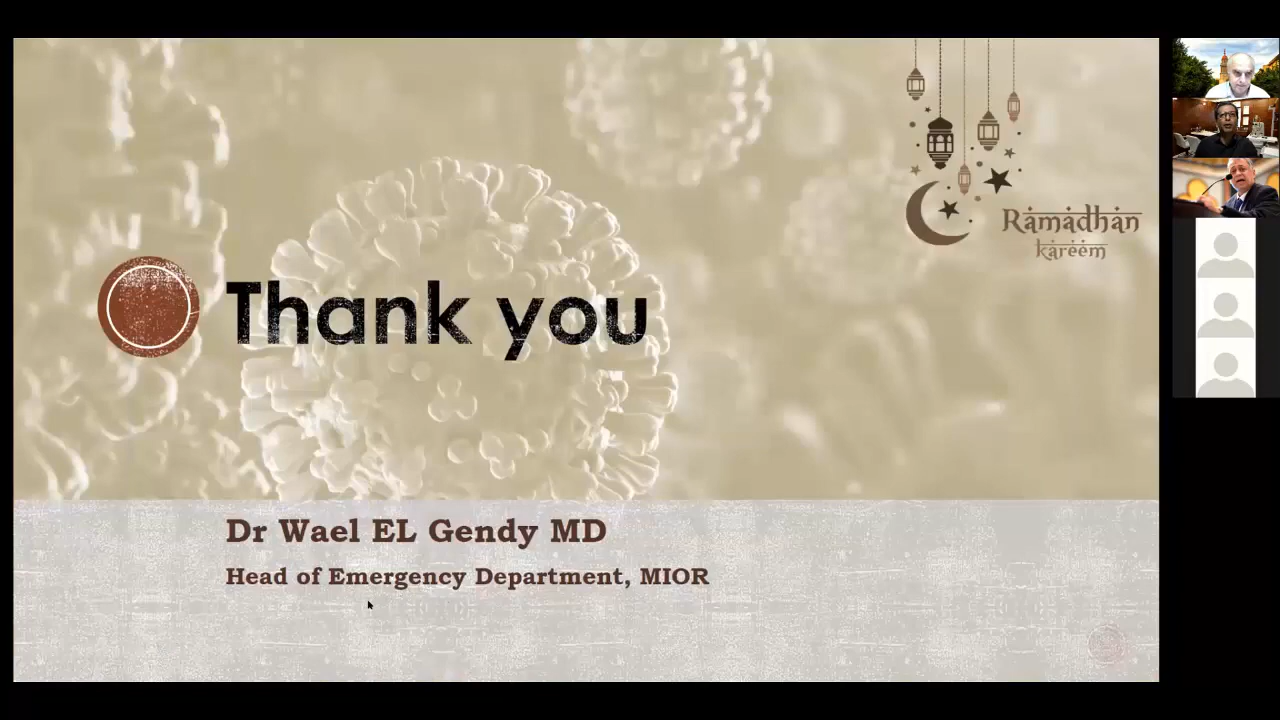 Ramadhan
kareem
Thank you
Dr Wael EL Gendy MD
Head of Emergency Department, MIOR